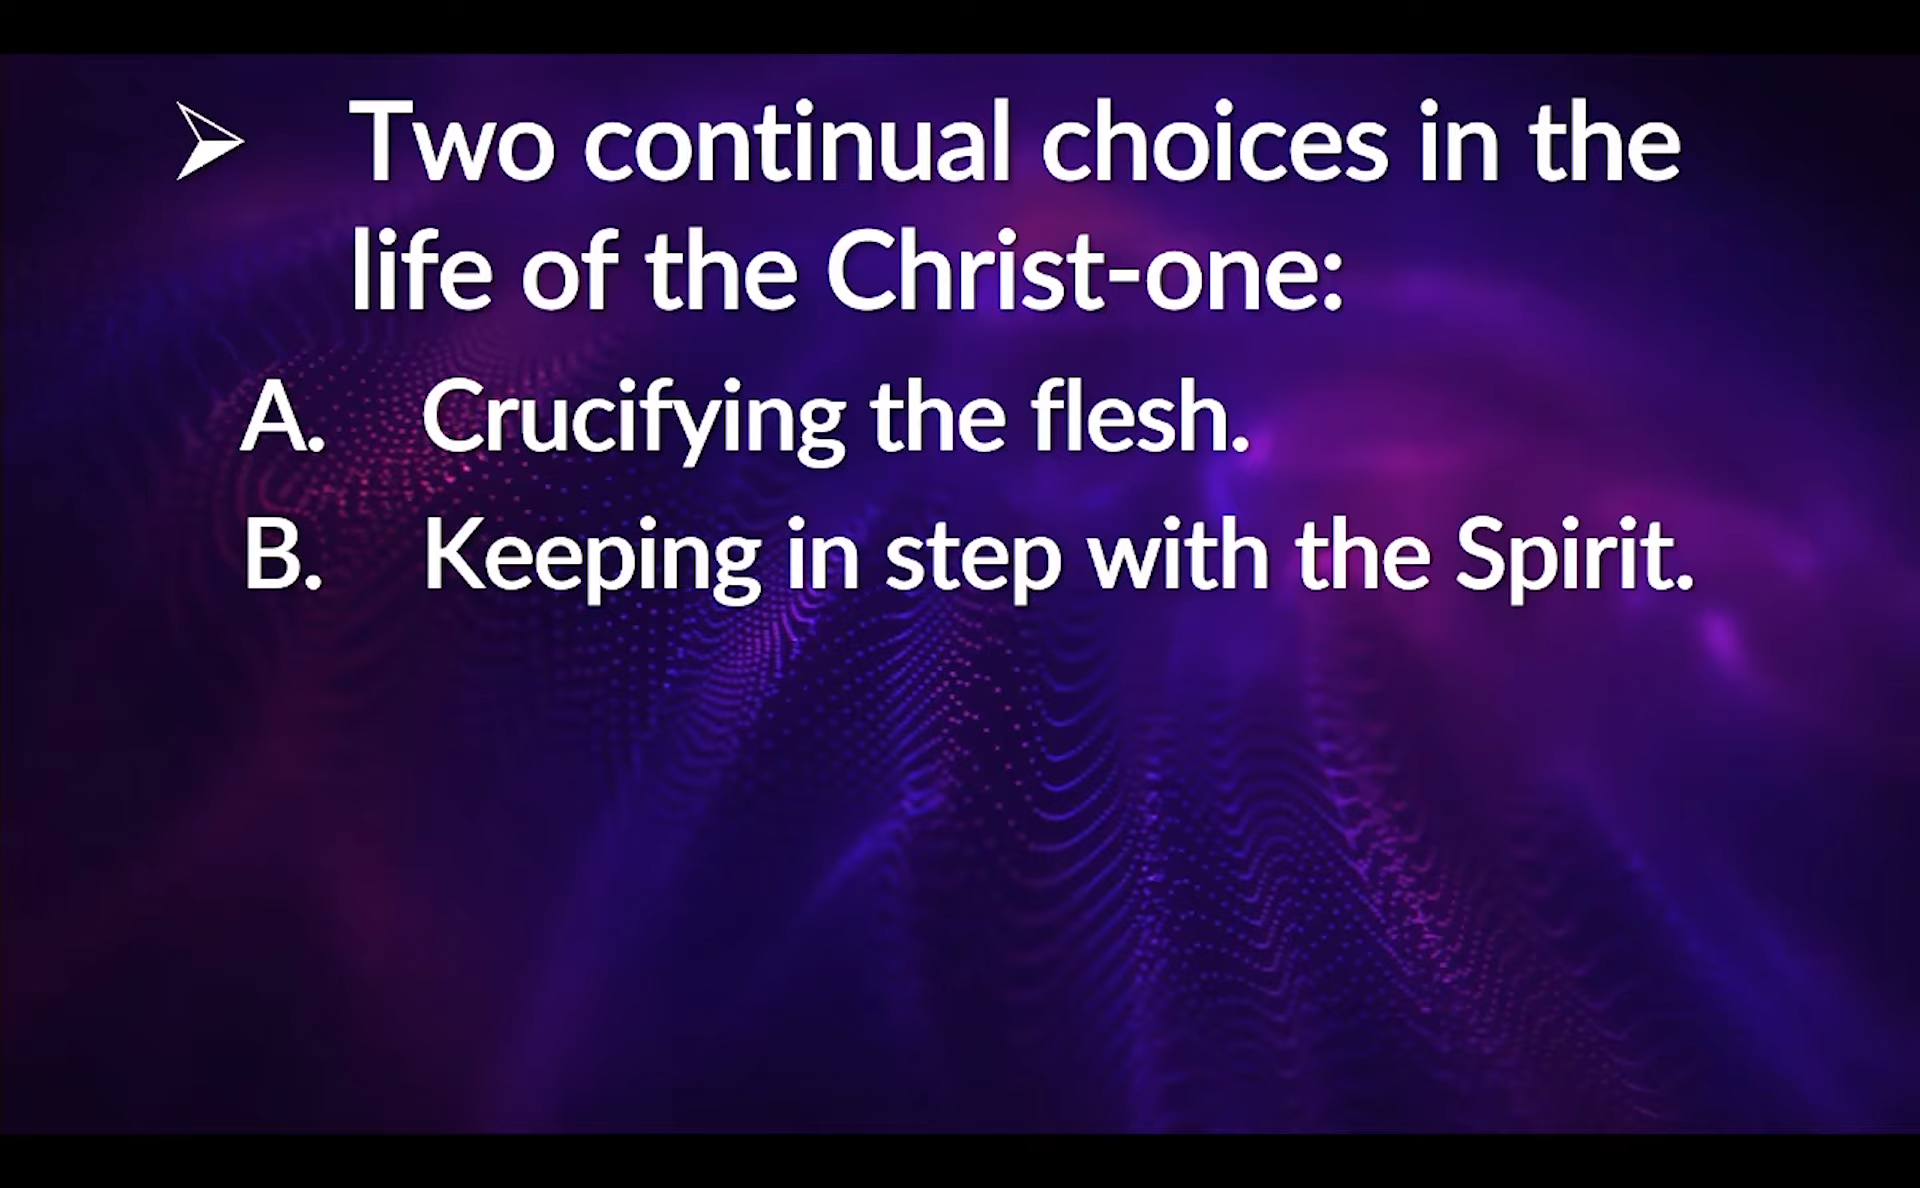 ➢ Two continual choices in the
life of the Christ-one:
A. Crucifying the flesh.
B. Keeping in step with the Spirit.